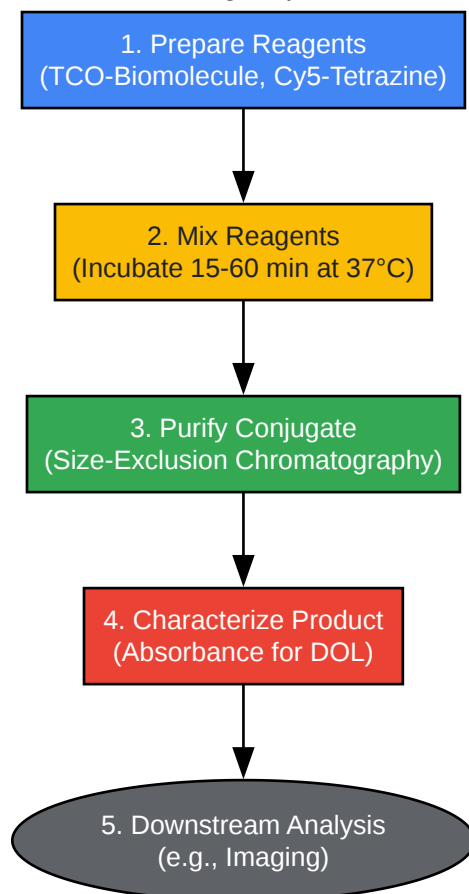 1. Prepare Reagents
(TCO-Biomolecule, Cy5-Tetrazine)
2. Mix Reagents
(Incubate 15-60 min at 37°C)
3. Purify Conjugate
(Size-Exclusion Chromatography)
4. Characterize Product
(Absorbance for DOL)
5. Downstream Analysis
(e.g., Imaging)